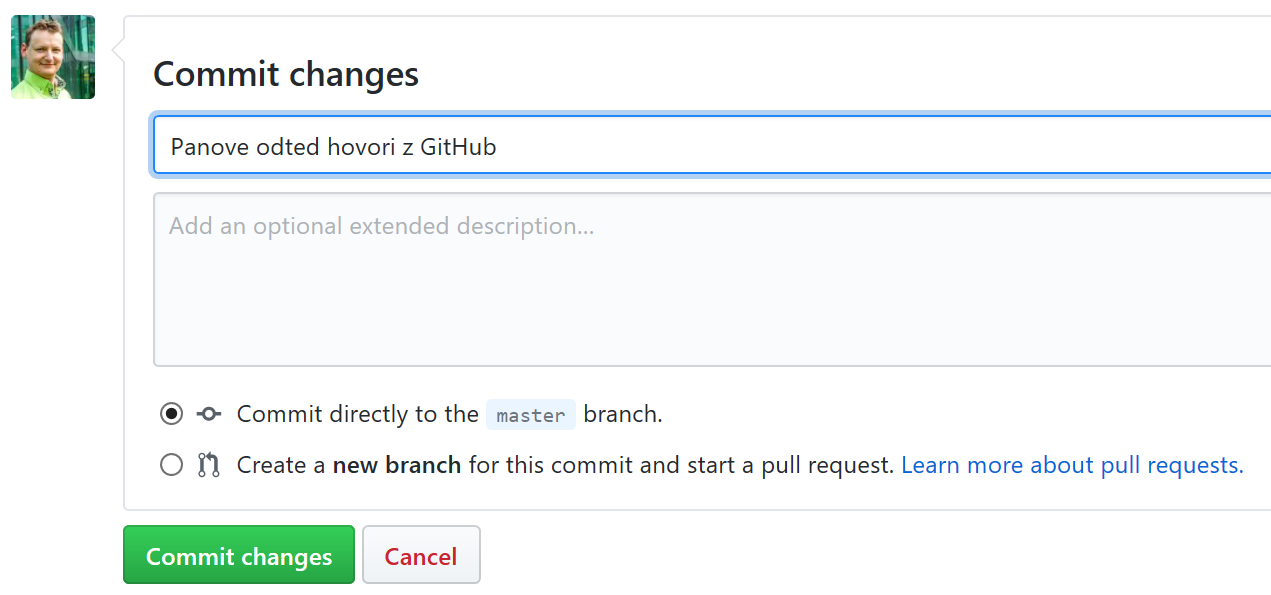 Commit changes
Panove odted hovori z GitHub
Add an optional extended description...
Commit directly to the master branch.
Create a new branch for this commit and start a pull request. Learn more about pull requests.
Commit changes Cancel